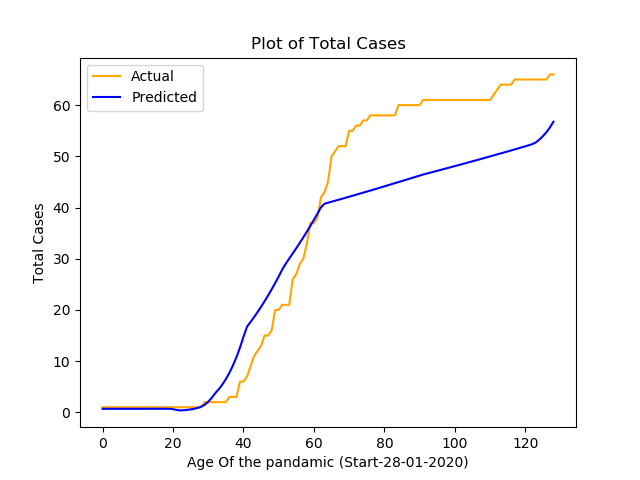 Plot of Total Cases
Actual
Predicted
Total Cases
60
50
40
30
20
10
0
0 20 40 60 80 100 120
Age Of the pandamic (Start-28-01-2020)